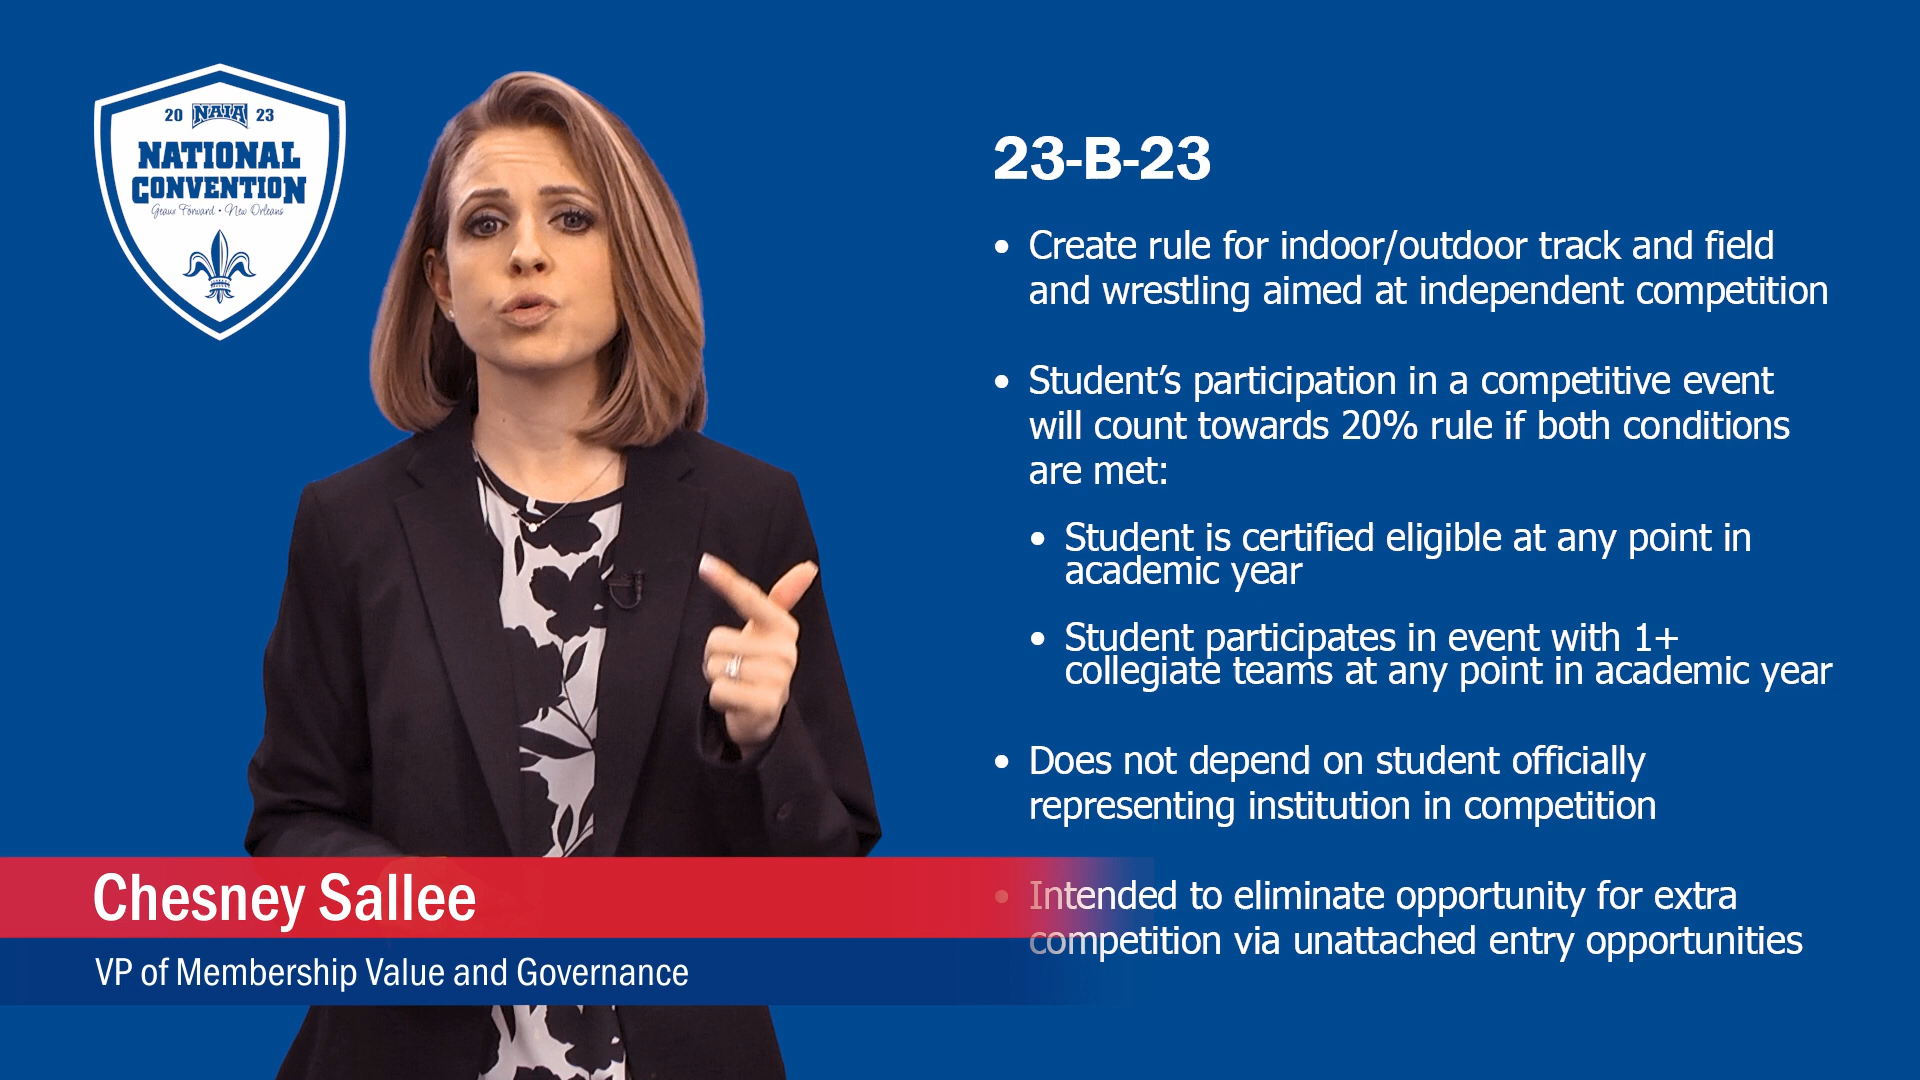 20 NAIA 23
NATIONAL
CONVENTION
Geaux Forward • New Orleans
23-B-23
• Create rule for indoor/outdoor track and field
and wrestling aimed at independent competition
• Student’s participation in a competitive event
will count towards 20% rule if both conditions
are met:
• Student is certified eligible at any point in
academic year
• Student participates in event with 1+
collegiate teams at any point in academic year
• Does not depend on student officially
representing institution in competition
• Intended to eliminate opportunity for extra
competition via unattached entry opportunities
Chesney Sallee
VP of Membership Value and Governance